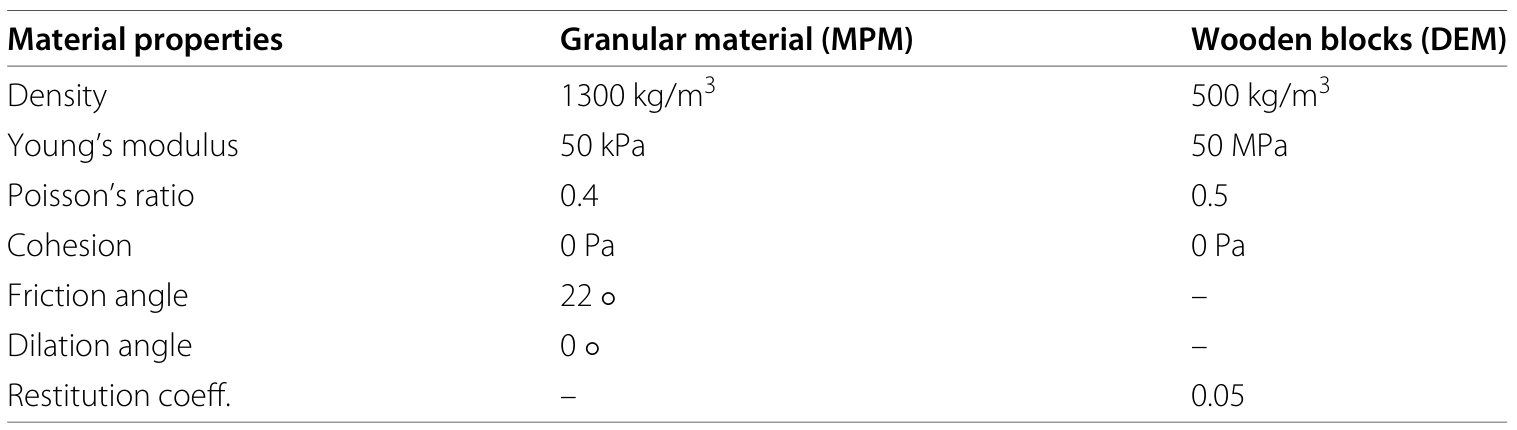 Material properties Granular material (MPM) Wooden blocks (DEM)
Density 1300 kg/m³ 500 kg/m³
Young’s modulus 50 kPa 50 MPa
Poisson’s ratio 0.4 0.5
Cohesion 0 Pa 0 Pa
Friction angle 22 ∘ –
Dilation angle 0 ∘ –
Restitution coeff. – 0.05